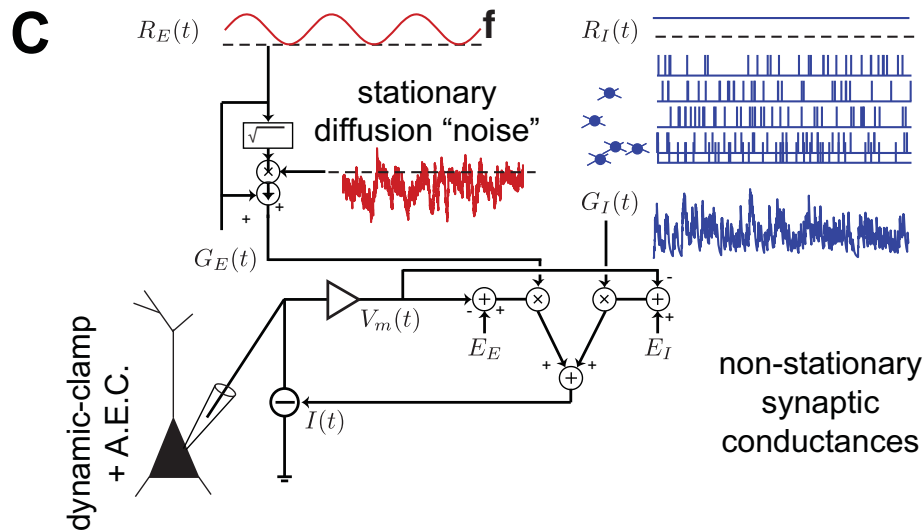 C
R_E(t)
f
R_I(t)
stationary
diffusion “noise”
√
×
+
+
+
G_E(t)
G_I(t)
V_m(t)
-
+
+
×
×
+
-
+
E_E
E_I
+
+
+
I(t)
dynamic-clamp
+ A.E.C.
non-stationary
synaptic
conductances